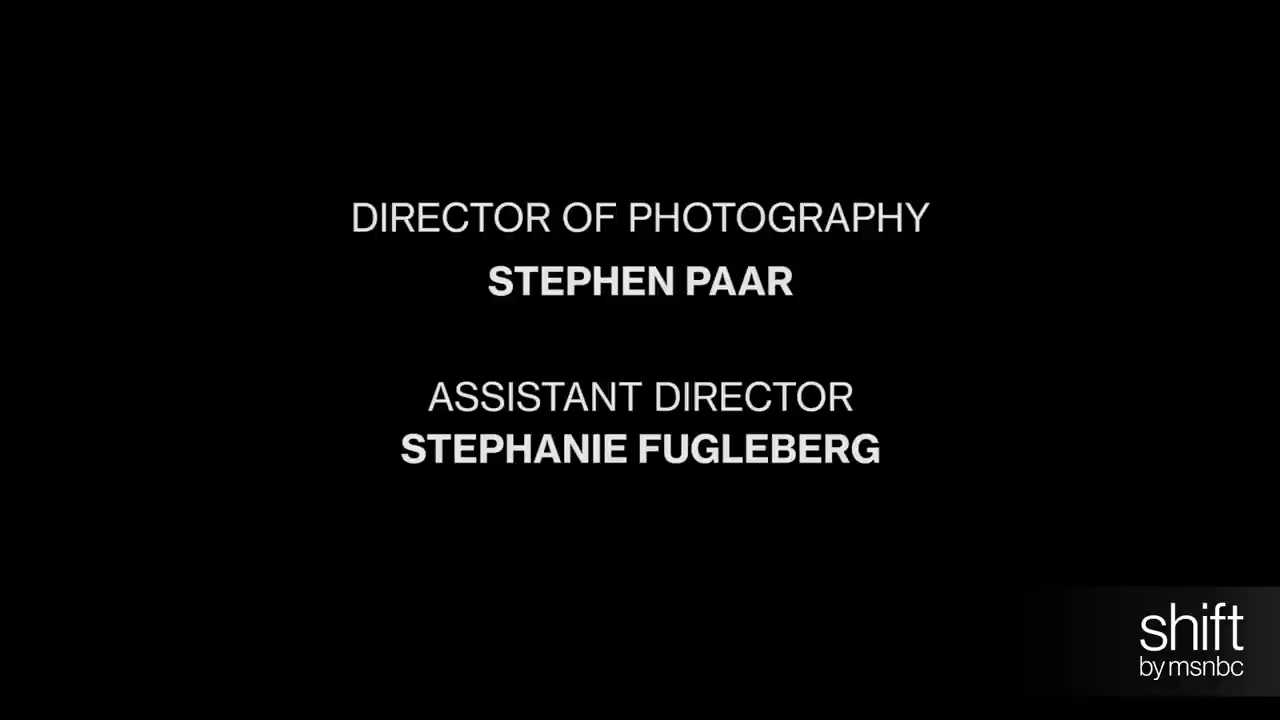 DIRECTOR OF PHOTOGRAPHY
STEPHEN PAAR
ASSISTANT DIRECTOR
STEPHANIE FUGLEBERG
shift
by msnbc